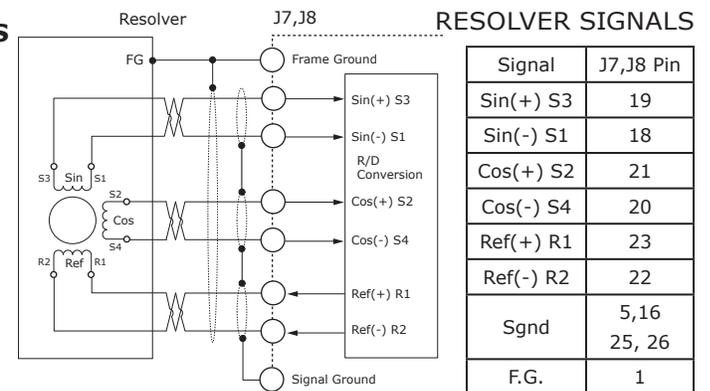 s
Resolver
J7,J8
FG
Frame Ground
Sin(+) S3
Sin(-) S1
R/D
Conversion
S3 Sin S1
S2
Cos
S4
Cos(+) S2
Cos(-) S4
R2 Ref R1
Ref(+) R1
Ref(-) R2
Signal Ground
RESOLVER SIGNALS
Signal J7,J8 Pin
Sin(+) S3 19
Sin(-) S1 18
Cos(+) S2 21
Cos(-) S4 20
Ref(+) R1 23
Ref(-) R2 22
Sgnd 5,16
25, 26
F.G. 1